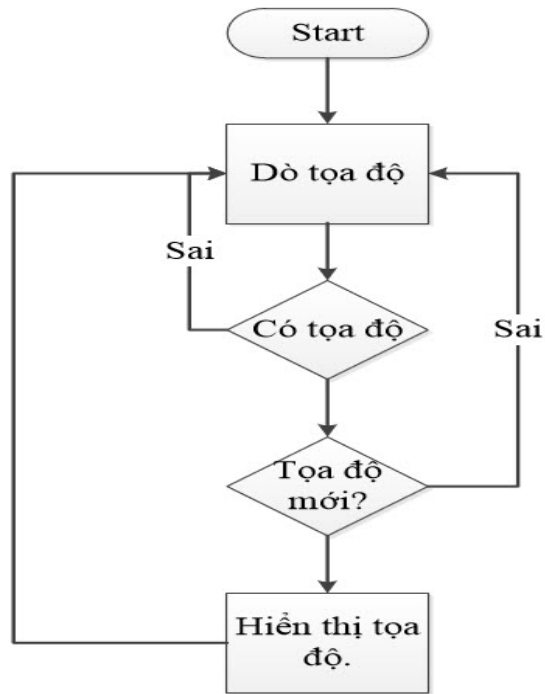 Start
Dò tọa độ
Sai
Có tọa độ
Sai
Tọa độ
mới?
Hiển thị tọa
độ.